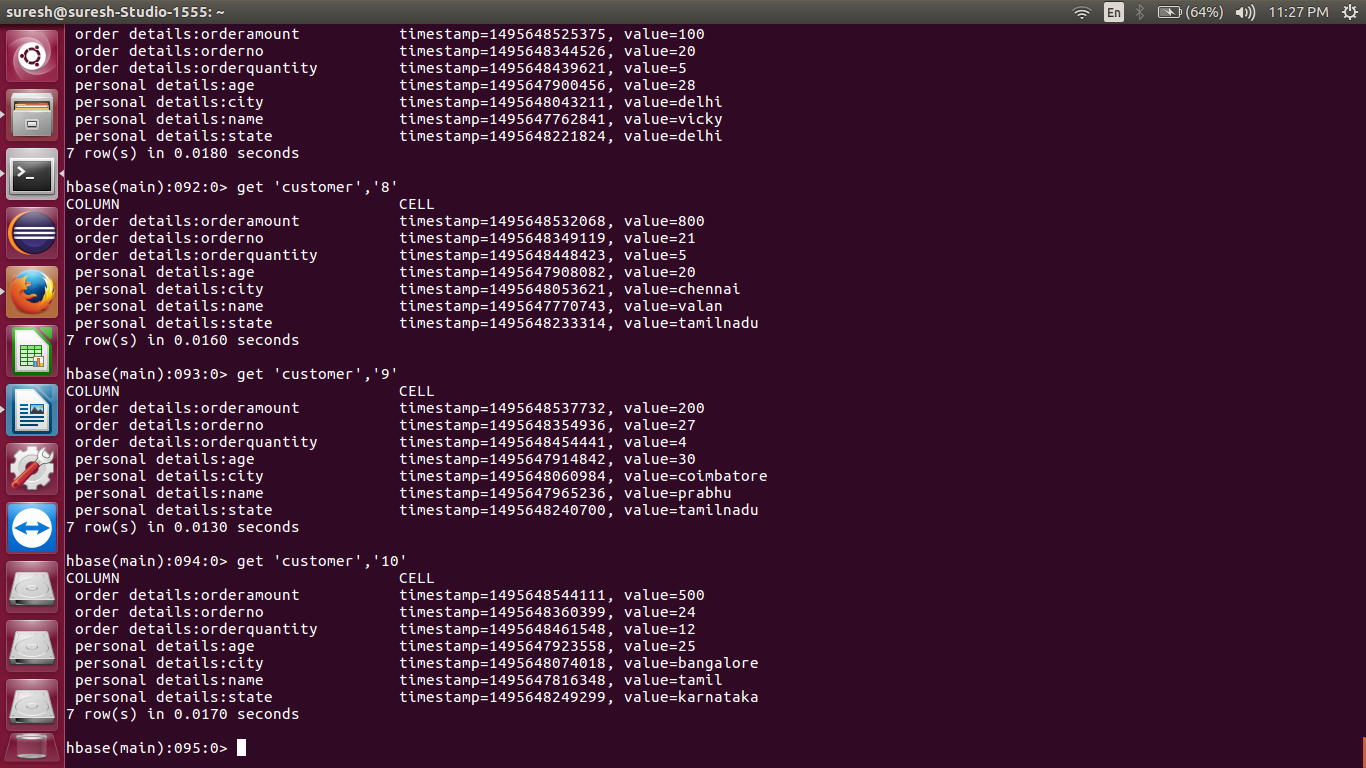 suresh@suresh-Studio-1555: ~ En (64%) 11:27 PM
order details:orderamount timestamp=1495648525375, value=100
order details:orderno timestamp=1495648344526, value=20
order details:orderquantity timestamp=1495648439621, value=5
personal details:age timestamp=1495647900456, value=28
personal details:city timestamp=1495648043211, value=delhi
personal details:name timestamp=1495647762841, value=vicky
personal details:state timestamp=1495648221824, value=delhi
7 row(s) in 0.0180 seconds
hbase(main):092:0> get 'customer','8'
COLUMN CELL
order details:orderamount timestamp=1495648532068, value=800
order details:orderno timestamp=1495648349119, value=21
order details:orderquantity timestamp=1495648448423, value=5
personal details:age timestamp=1495647908082, value=20
personal details:city timestamp=1495648053621, value=chennai
personal details:name timestamp=1495647770743, value=valan
personal details:state timestamp=1495648233314, value=tamilnadu
7 row(s) in 0.0160 seconds
hbase(main):093:0> get 'customer','9'
COLUMN CELL
order details:orderamount timestamp=1495648537732, value=200
order details:orderno timestamp=1495648354936, value=27
order details:orderquantity timestamp=1495648454441, value=4
personal details:age timestamp=1495647914842, value=30
personal details:city timestamp=1495648060984, value=coimbatore
personal details:name timestamp=1495647965236, value=prabhu
personal details:state timestamp=1495648240700, value=tamilnadu
7 row(s) in 0.0130 seconds
hbase(main):094:0> get 'customer','10'
COLUMN CELL
order details:orderamount timestamp=1495648544111, value=500
order details:orderno timestamp=1495648360399, value=24
order details:orderquantity timestamp=1495648461548, value=12
personal details:age timestamp=1495647923558, value=25
personal details:city timestamp=1495648074018, value=bangalore
personal details:name timestamp=1495647816348, value=tamil
personal details:state timestamp=1495648249299, value=karnataka
7 row(s) in 0.0170 seconds
hbase(main):095:0>